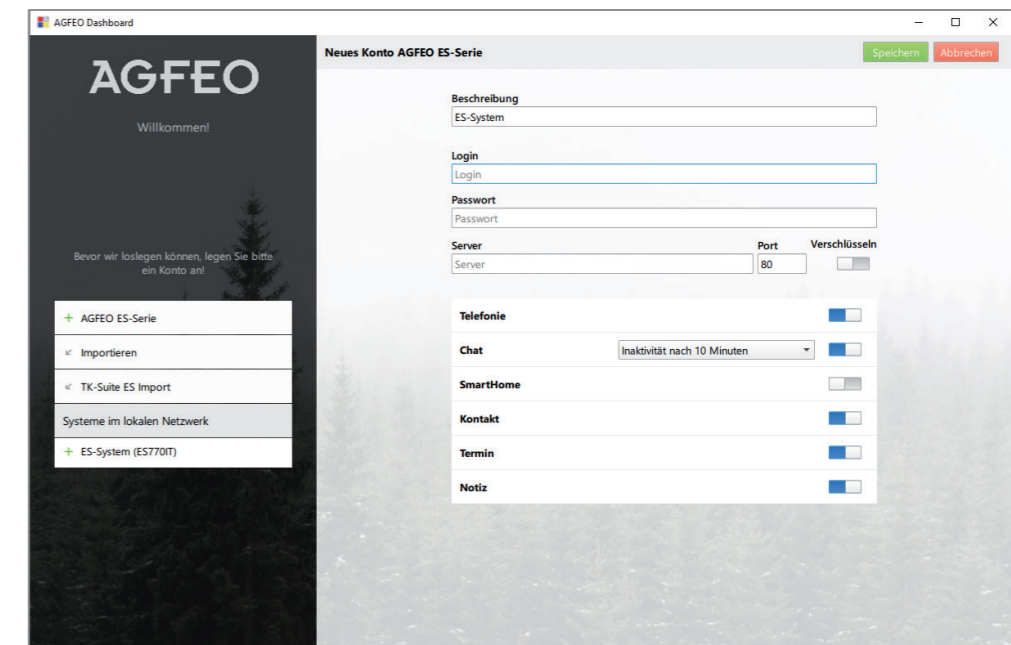 AGFEO Dashboard
AGFEO
Willkommen!
Bevor wir loslegen können, legen Sie bitte
ein Konto an!
+ AGFEO ES-Serie
Importieren
TK-Suite ES Import
Systeme im lokalen Netzwerk
+ ES-System (ES770IT)
Neues Konto AGFEO ES-Serie
Speichern Abbrechen
Beschreibung
ES-System
Login
Login
Passwort
Passwort
Server Port Verschlüsseln
Server 80
Telefonie
Chat Inaktivität nach 10 Minuten
SmartHome
Kontakt
Termin
Notiz